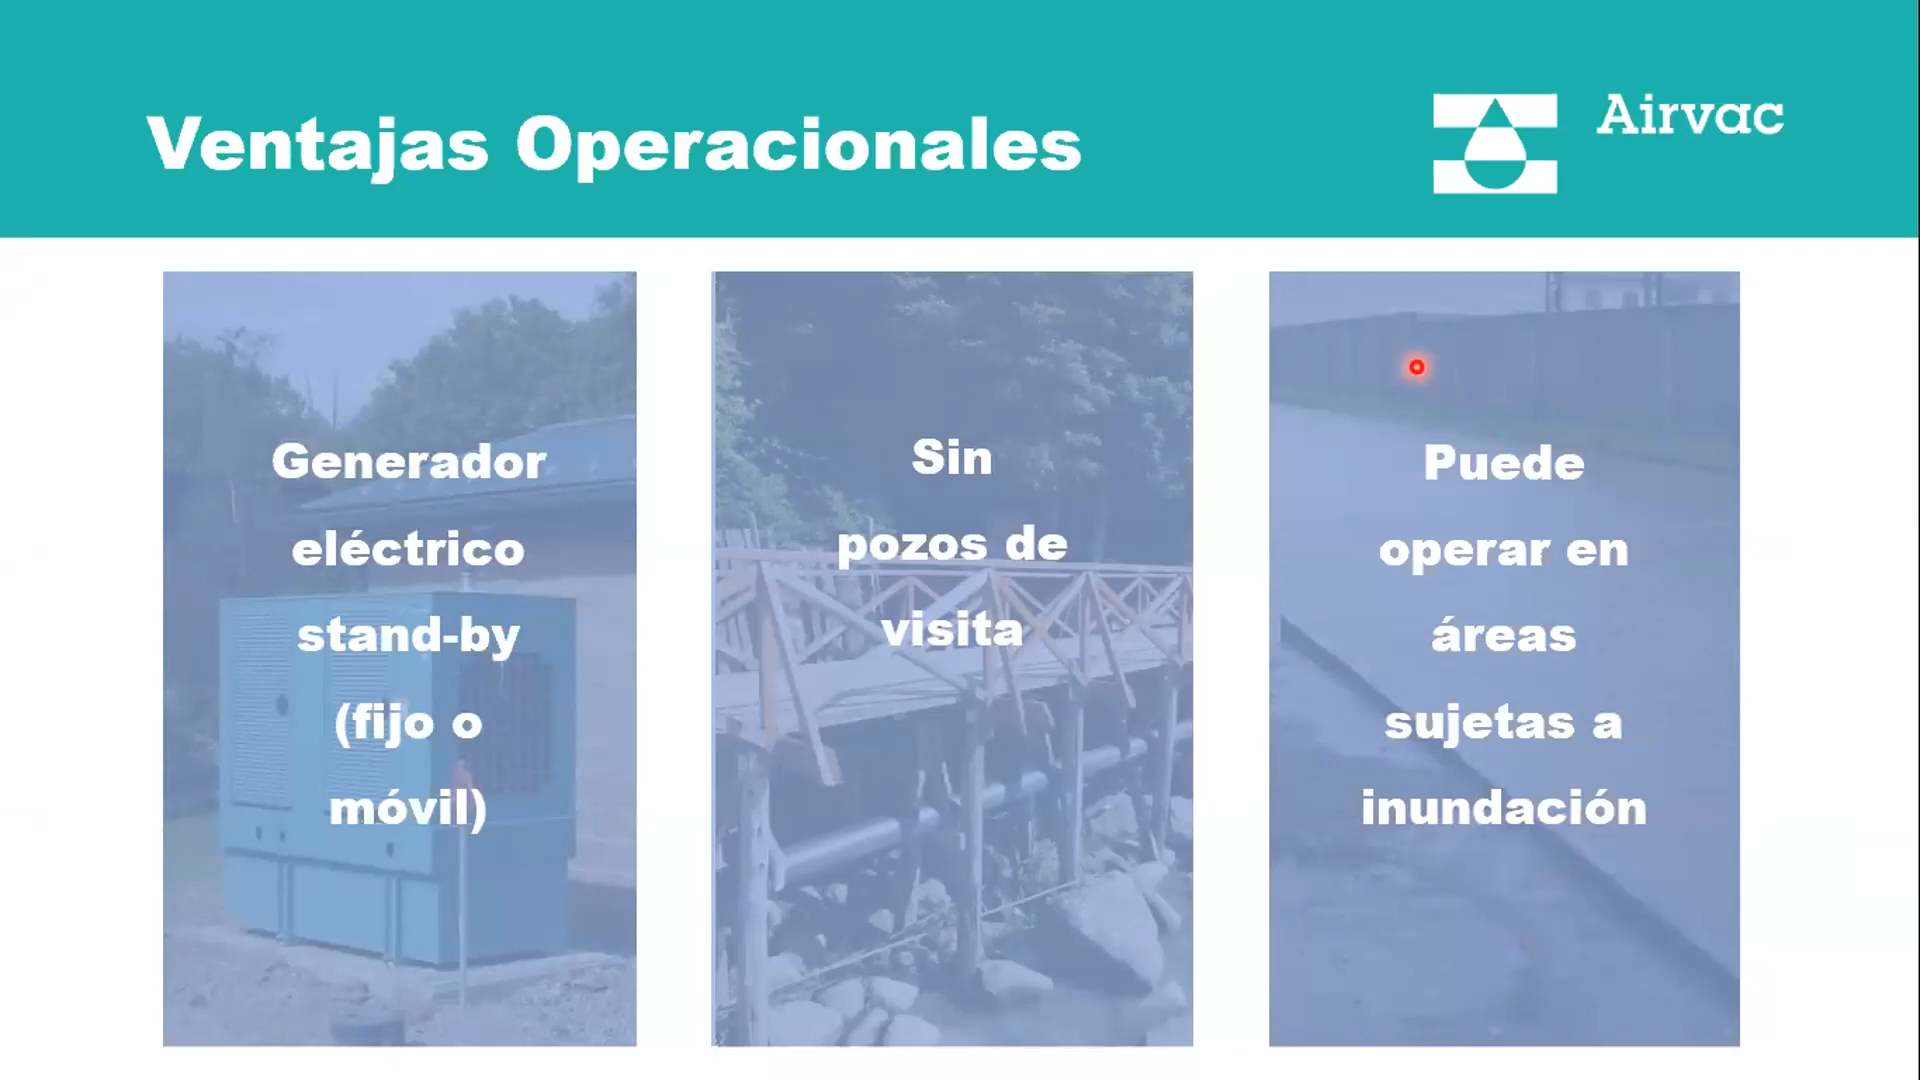 Ventajas Operacionales
Airvac
Generador
eléctrico
stand-by
(fijo o
móvil)
Sin
pozos de
visita
Puede
operar en
áreas
sujetas a
inundación